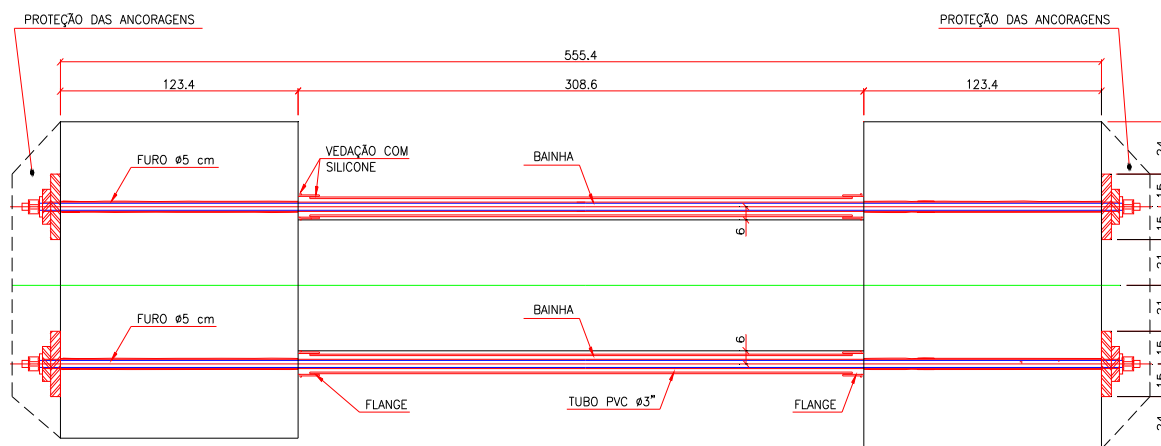 PROTEÇÃO DAS ANCORAGENS
PROTEÇÃO DAS ANCORAGENS
555.4
123.4
308.6
123.4
FURO ø5 cm
VEDAÇÃO COM
SILICONE
BAINHA
24
15
15
6
21
21
FURO ø5 cm
BAINHA
6
15
15
FLANGE
TUBO PVC ø3"
FLANGE
24